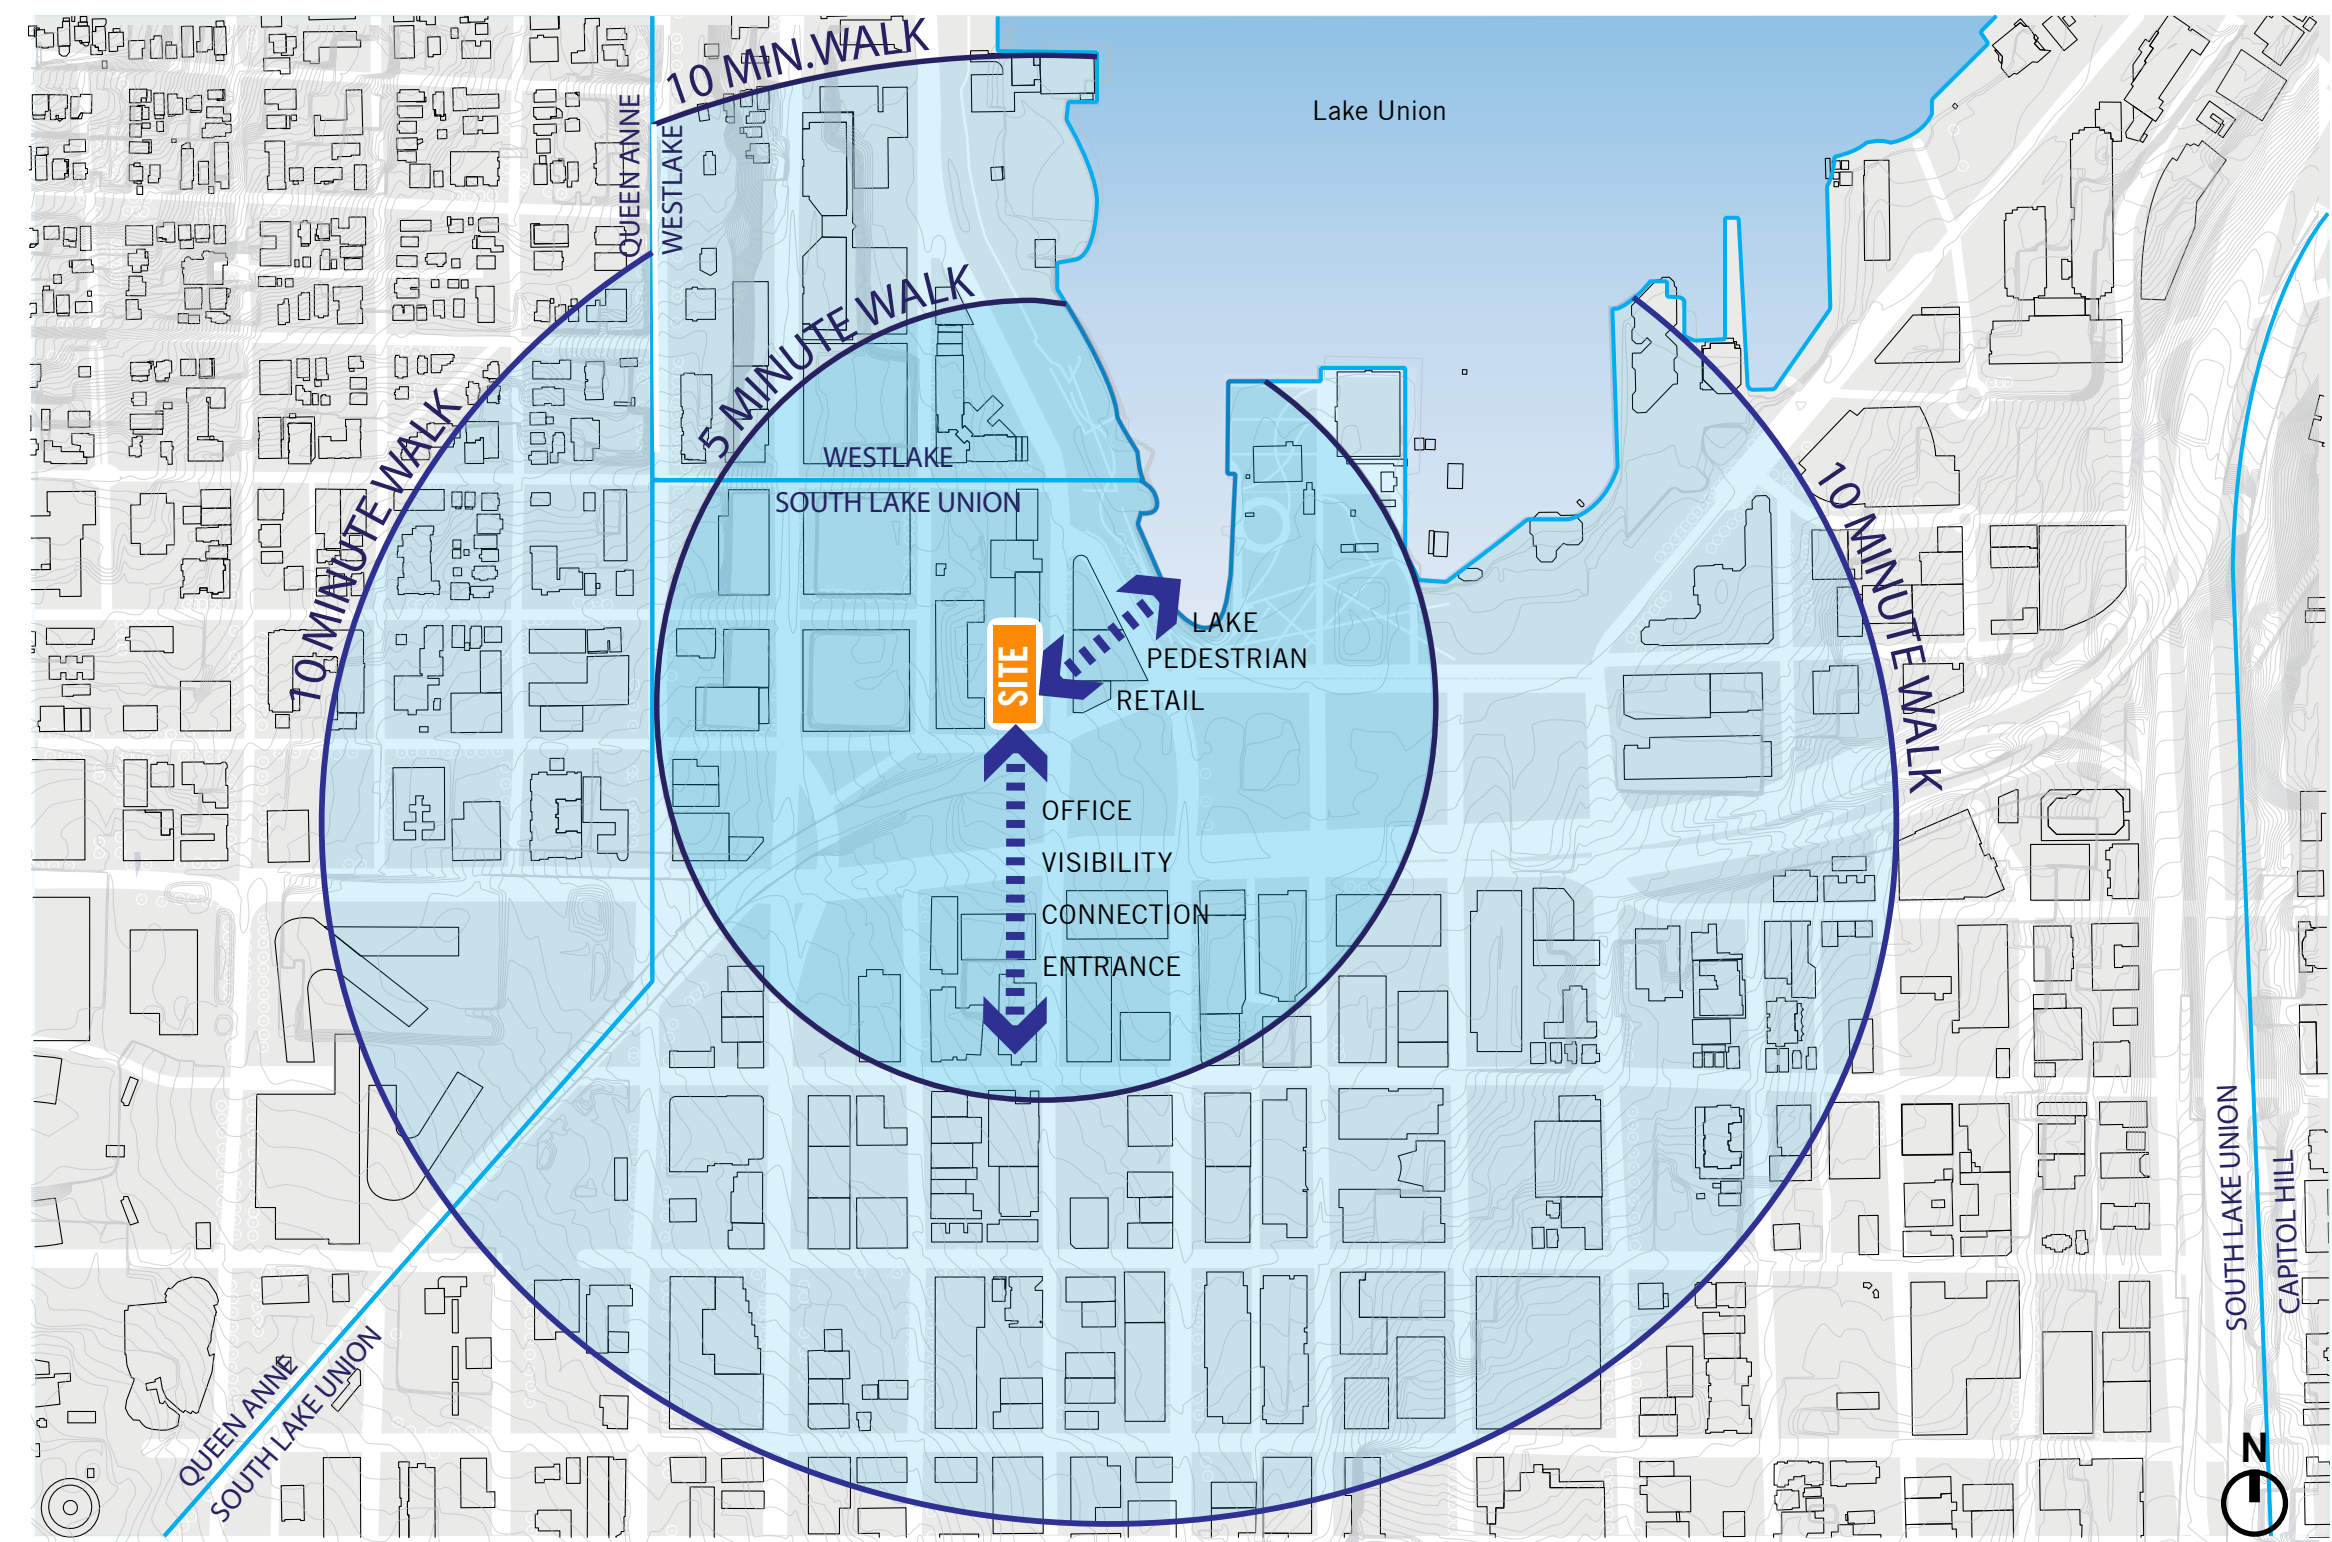 10 MIN.WALK
Lake Union
QUEEN ANNE
WESTLAKE
5 MINUTE WALK
10 MINUTE WALK
WESTLAKE
SOUTH LAKE UNION
10 MINUTE WALK
SITE
LAKE
PEDESTRIAN
RETAIL
OFFICE
VISIBILITY
CONNECTION
ENTRANCE
SOUTH LAKE UNION
CAPITOL HILL
QUEEN ANNE
SOUTH LAKE UNION
N